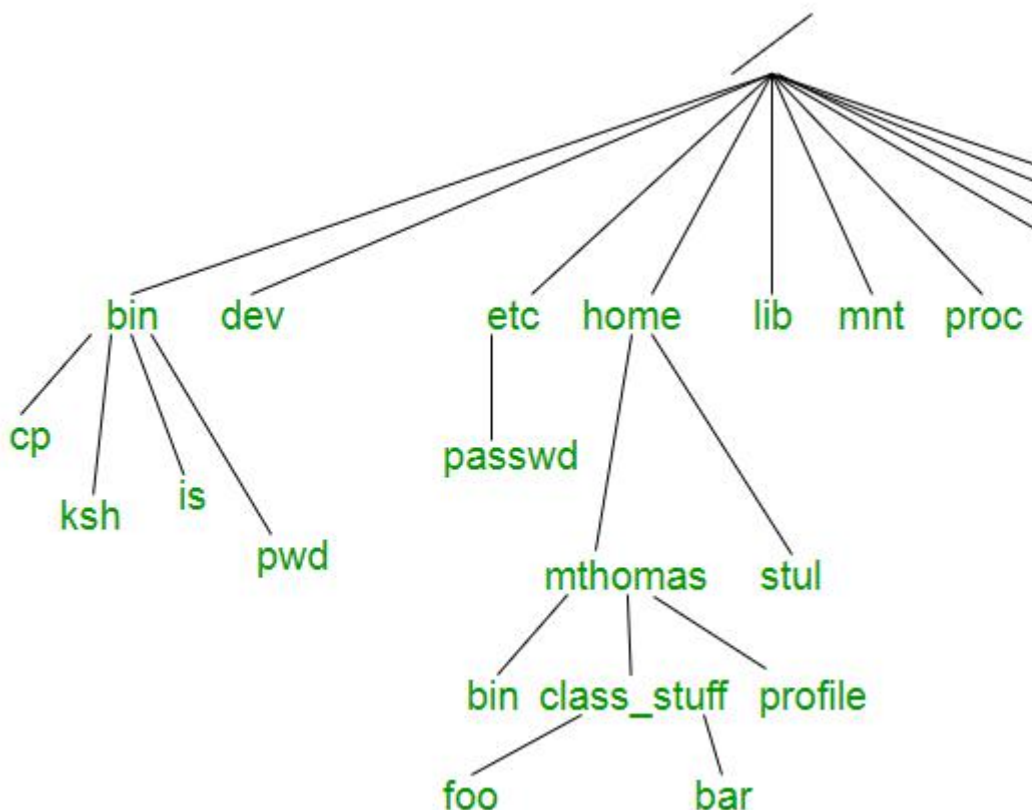 /
bin dev etc home lib mnt proc
cp
passwd
is
ksh
pwd
mthomas stul
bin class_stuff profile
foo bar